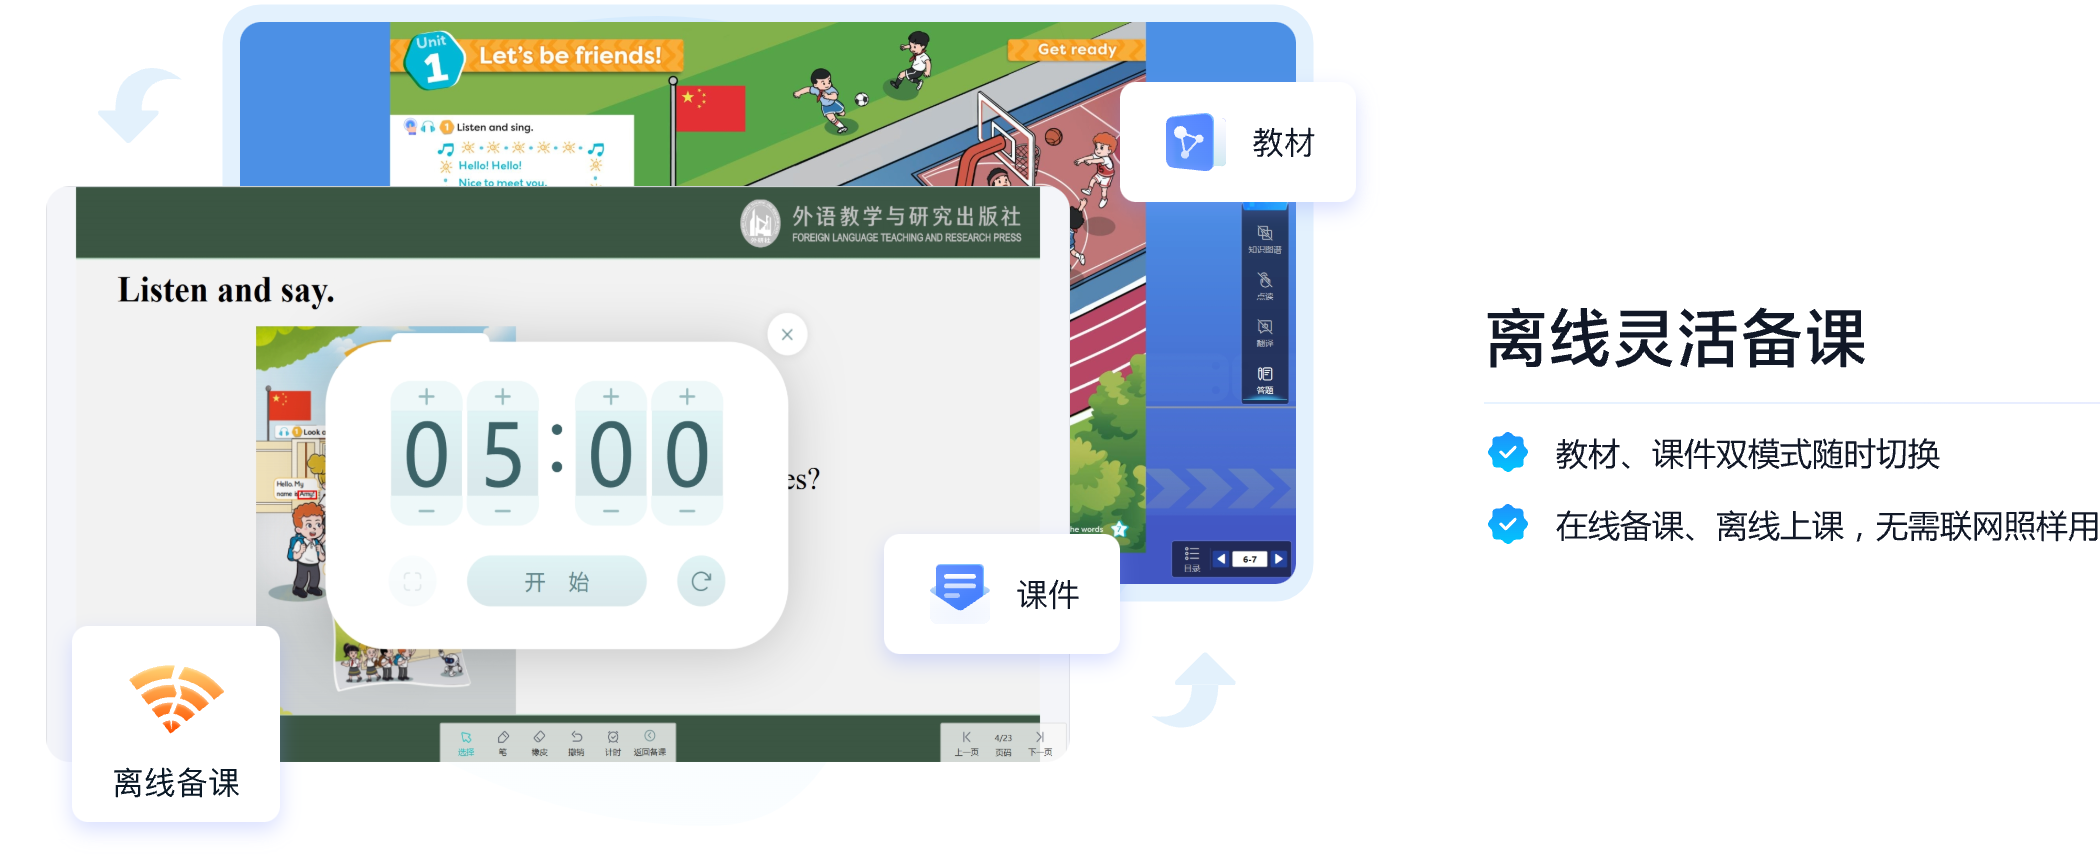 Unit
1
Let's be friends!
Get ready
1 Listen and sing.
Hello! Hello!
Nice to meet you.
教材
外语教学与研究出版社
FOREIGN LANGUAGE TEACHING AND RESEARCH PRESS
Listen and say.
知识图谱
点读
翻译
答题
1 Look
Hello. My
name is Amy!
+ + + +
05:00
− − − −
es?
开 始
he words
7
目录
6-7
课件
离线备课
选择
笔
橡皮
撤销
计时
返回备课
上一页
4/23
页码
下一页
离线灵活备课
教材、课件双模式随时切换
在线备课、离线上课，无需联网照样用